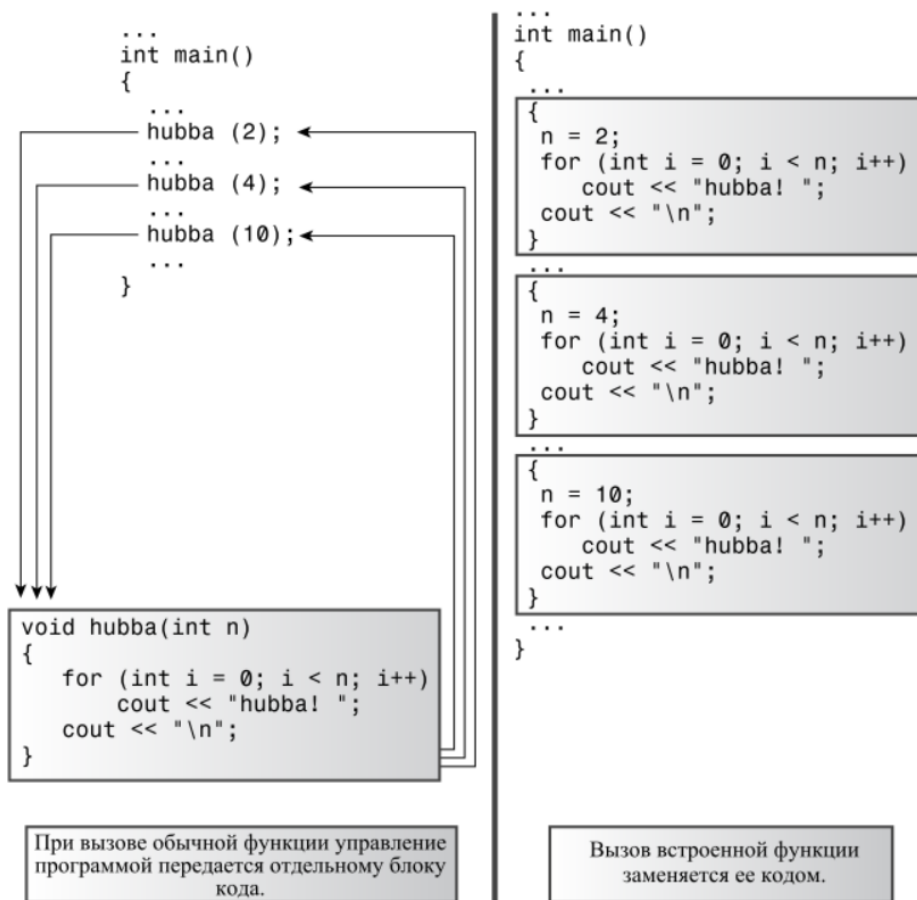 ...
int main()
{
...
hubba (2);
...
hubba (4);
...
hubba (10);
...
}
void hubba(int n)
{
for (int i = 0; i < n; i++)
cout << "hubba! ";
cout << "\n";
}
При вызове обычной функции управление
программой передается отдельному блоку
кода.
...
int main()
{
...
{
n = 2;
for (int i = 0; i < n; i++)
cout << "hubba! ";
cout << "\n";
}
...
{
n = 4;
for (int i = 0; i < n; i++)
cout << "hubba! ";
cout << "\n";
}
...
{
n = 10;
for (int i = 0; i < n; i++)
cout << "hubba! ";
cout << "\n";
}
...
}
Вызов встроенной функции
заменяется ее кодом.